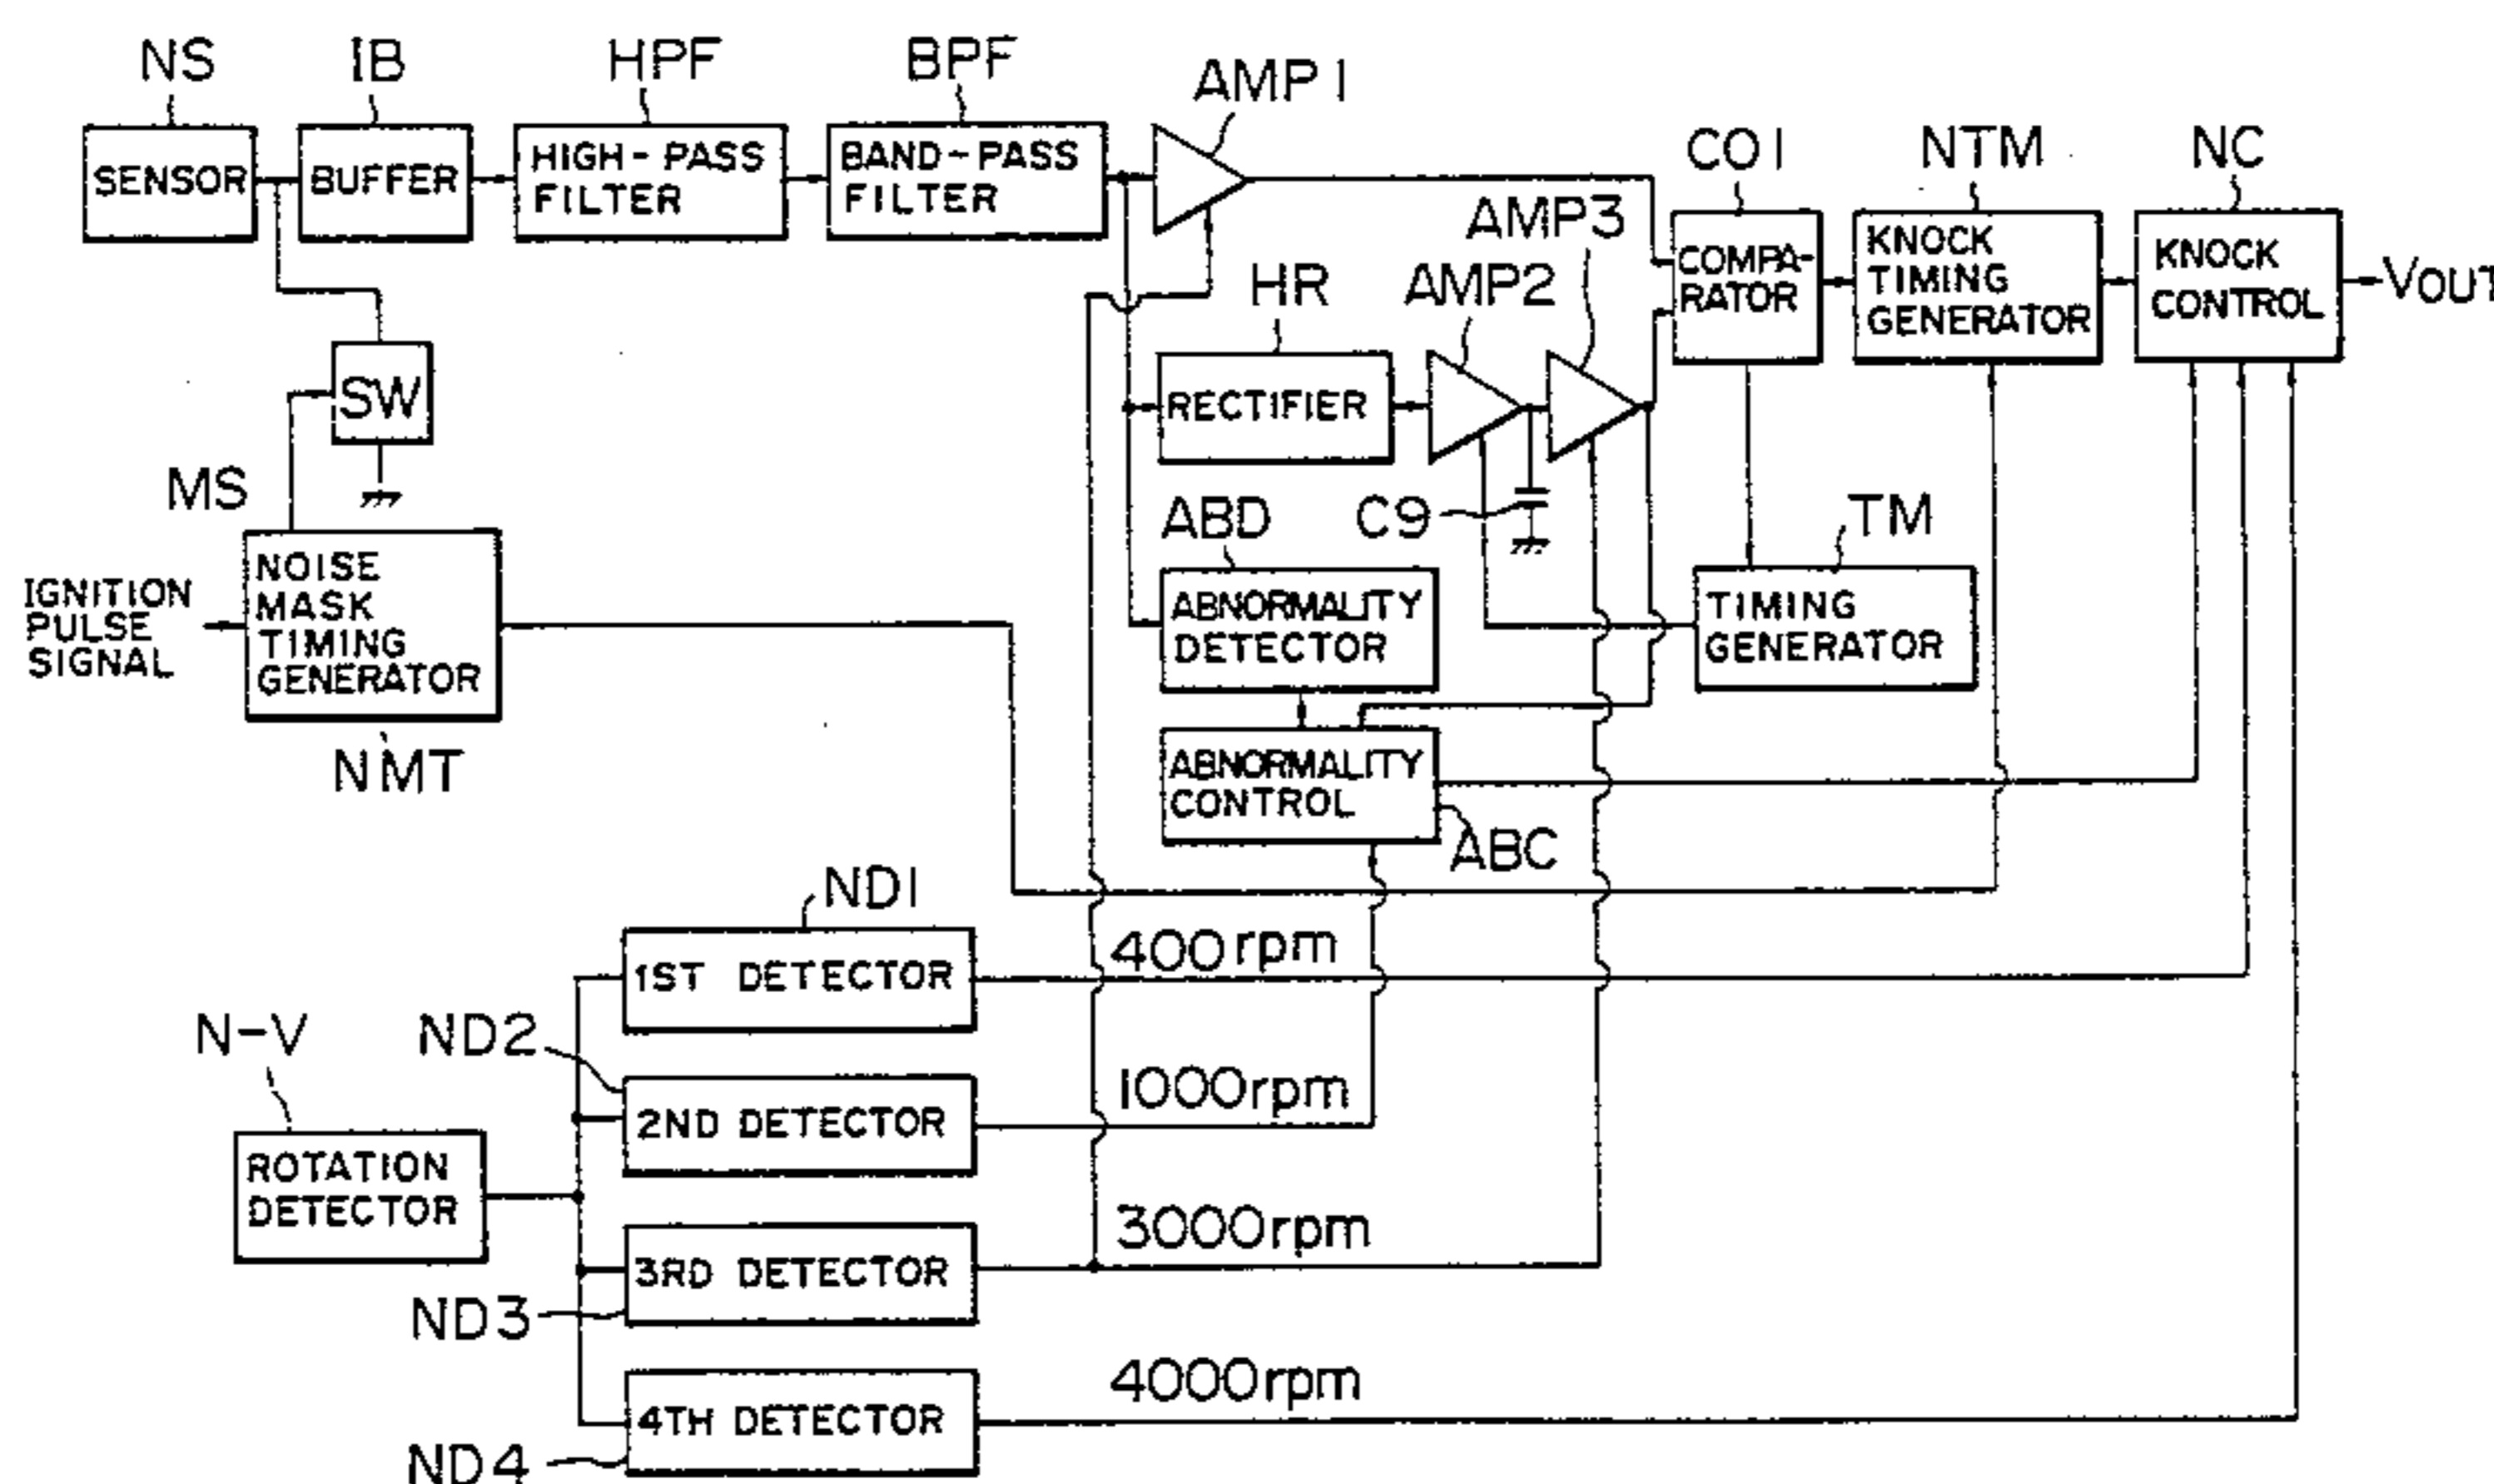 NS
IB
HPF
BPF
AMP1
SENSOR
BUFFER
HIGH-PASS
FILTER
BAND-PASS
FILTER
CO1
NTM
NC
AMP3
COMPA-
RATOR
KNOCK
TIMING
GENERATOR
KNOCK
CONTROL
VOUT
HR
AMP2
RECTIFIER
SW
MS
ABD
C9
TM
IGNITION
PULSE
SIGNAL
NOISE
MASK
TIMING
GENERATOR
ABNORMALITY
DETECTOR
TIMING
GENERATOR
NMT
ABNORMALITY
CONTROL
ABC
ND1
1ST DETECTOR
400rpm
N-V
ND2
2ND DETECTOR
1000rpm
ROTATION
DETECTOR
3RD DETECTOR
3000rpm
ND3
4TH DETECTOR
4000rpm
ND4